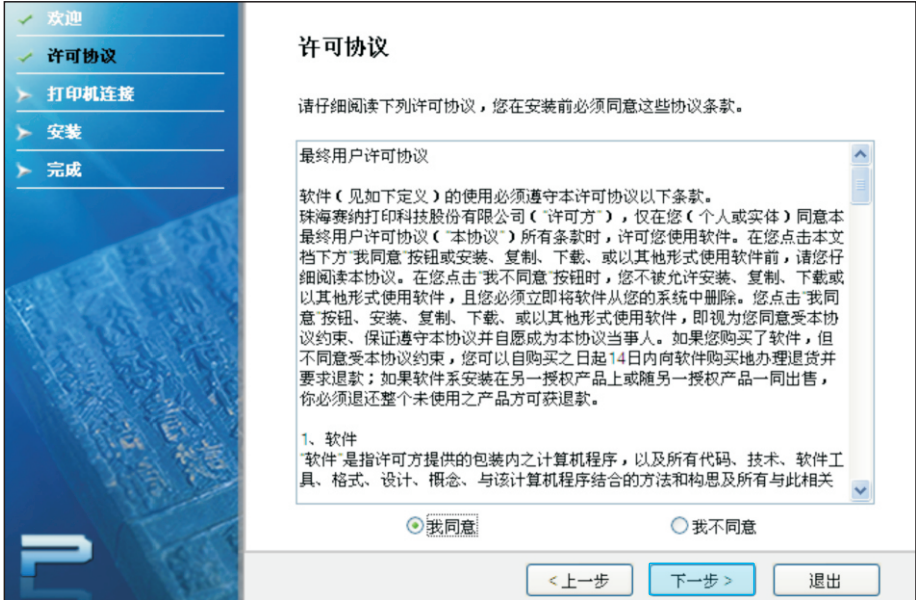 欢迎
许可协议
打印机连接
安装
完成
许可协议
请仔细阅读下列许可协议，您在安装前必须同意这些协议条款。
最终用户许可协议
软件（见如下定义）的使用必须遵守本许可协议以下条款。
珠海赛纳打印科技股份有限公司（"许可方"），仅在您（个人或实体）同意本
最终用户许可协议（"本协议"）所有条款时，许可您使用软件。在您点击本文
档下方"我同意"按钮或安装、复制、下载、或以其他形式使用软件前，请您仔
细阅读本协议。在您点击"我不同意"按钮时，您不被允许安装、复制、下载或
以其他形式使用软件，且您必须立即将软件从您的系统中删除。您点击"我同
意"按钮、安装、复制、下载、或以其他形式使用软件，即视为您同意受本协
议约束、保证遵守本协议并自愿成为本协议当事人。如果您购买了软件，但
不同意受本协议约束，您可以自购买之日起14日内向软件购买地办理退货并
要求退款；如果软件系安装在另一授权产品上或随另一授权产品一同出售，
你必须退还整个未使用之产品方可获退款。
1、软件
"软件"是指许可方提供的包装内之计算机程序，以及所有代码、技术、软件工
具、格式、设计、概念、与该计算机程序结合的方法和构思及所有与此相关
我同意
我不同意
<上一步
下一步>
退出